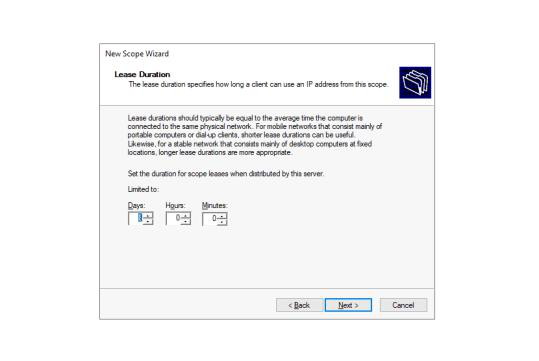 New Scope Wizard
Lease Duration
The lease duration specifies how long a client can use an IP address from this scope.
Lease durations should typically be equal to the average time the computer is
connected to the same physical network. For mobile networks that consist mainly of
portable computers or dial-up clients, shorter lease durations can be useful.
Likewise, for a stable network that consists mainly of desktop computers at fixed
locations, longer lease durations are more appropriate.
Set the duration for scope leases when distributed by this server.
Limited to:
Days: Hours: Minutes:
8 0 0
< Back Next > Cancel